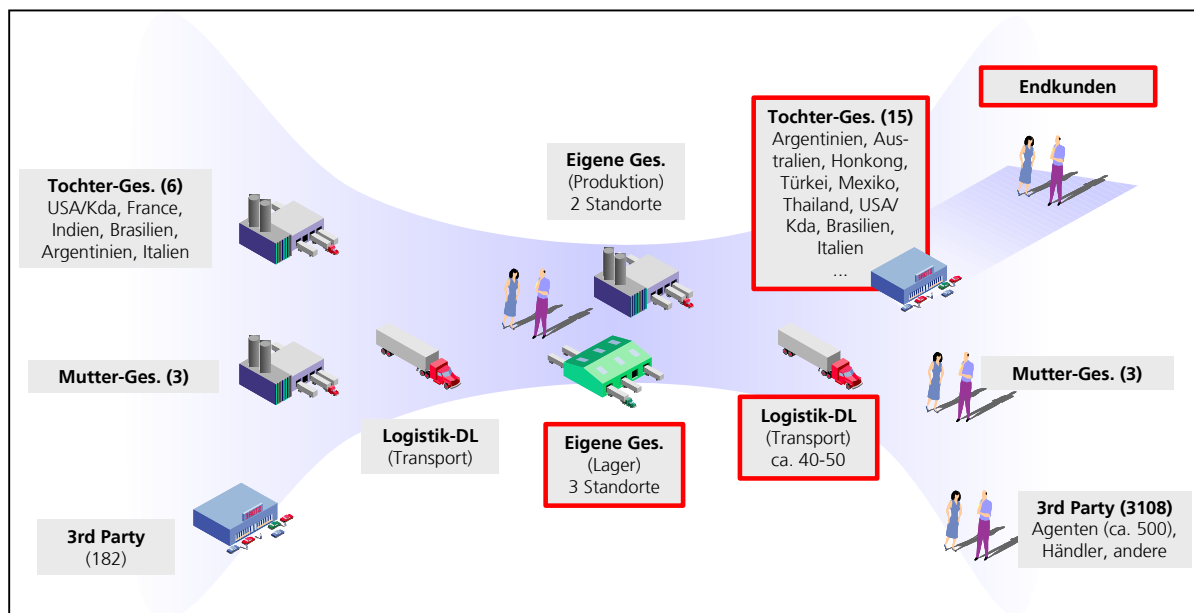 Endkunden
Tochter-Ges. (15)
Argentinien, Aus-
tralien, Honkong,
Türkei, Mexiko,
Thailand, USA/
Kda, Brasilien,
Italien
...
Eigene Ges.
(Produktion)
2 Standorte
Tochter-Ges. (6)
USA/Kda, France,
Indien, Brasilien,
Argentinien, Italien
Mutter-Ges. (3)
Mutter-Ges. (3)
Logistik-DL
(Transport)
Eigene Ges.
(Lager)
3 Standorte
Logistik-DL
(Transport)
ca. 40-50
3rd Party
(182)
3rd Party (3108)
Agenten (ca. 500),
Händler, andere